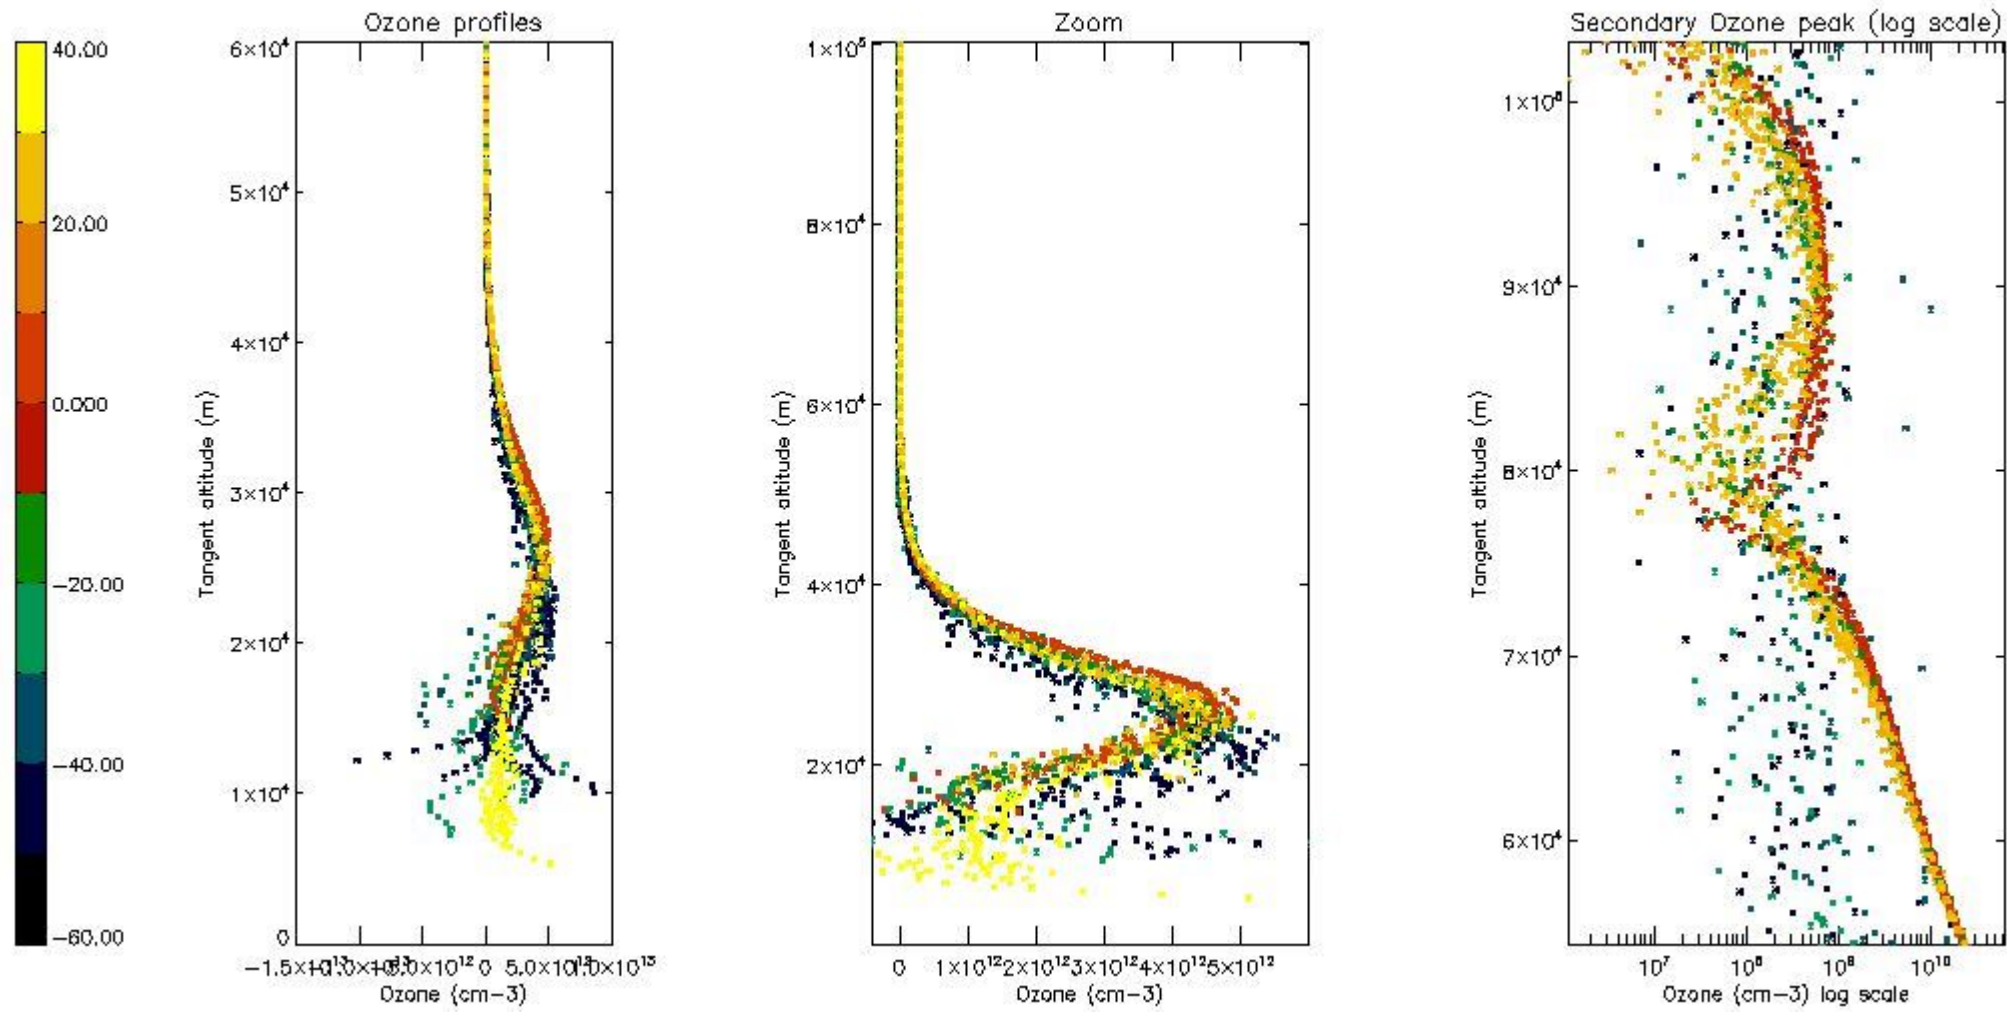 Ozone profiles
Zoom
Secondary Ozone peak (log scale)
40.00
20.00
0.000
−20.00
−40.00
−60.00
6×10⁴
5×10⁴
4×10⁴
3×10⁴
2×10⁴
1×10⁴
0
Tangent altitude (m)
5.0×10¹²
0
Ozone (cm−3)
1×10⁵
8×10⁴
6×10⁴
4×10⁴
2×10⁴
Tangent altitude (m)
0 1×10¹² 2×10¹² 3×10¹² 4×10¹² 5×10¹²
Ozone (cm−3)
1×10⁵
9×10⁴
8×10⁴
7×10⁴
6×10⁴
Tangent altitude (m)
10⁷ 10⁸ 10⁹ 10¹⁰
Ozone (cm−3) log scale